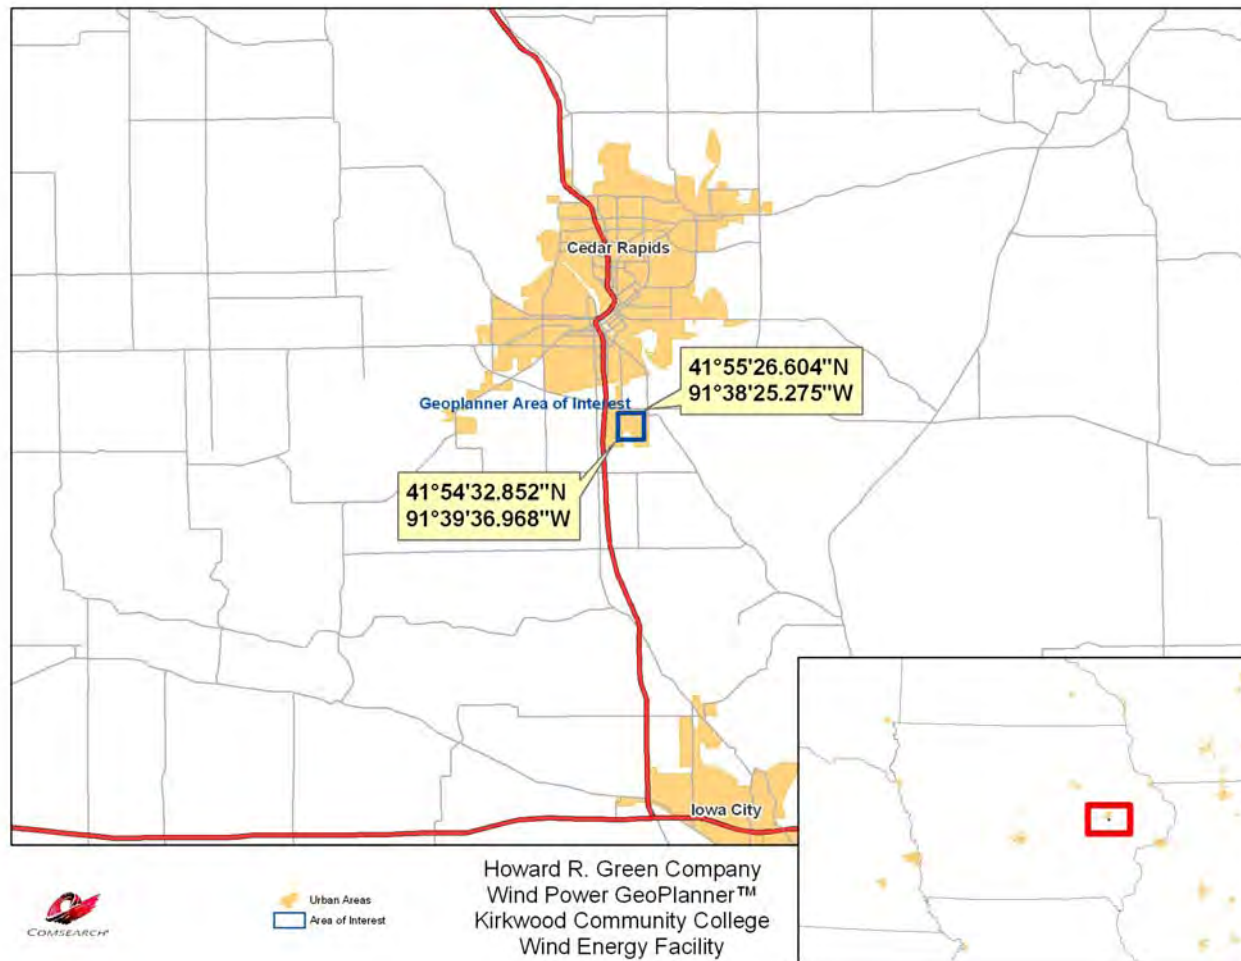 Cedar Rapids
41°55'26.604"N
91°38'25.275"W
Geoplanner Area of Interest
41°54'32.852"N
91°39'36.968"W
Iowa City
Howard R. Green Company
Wind Power GeoPlanner™
Kirkwood Community College
Wind Energy Facility
Urban Areas
Area of Interest
COMSEARCH®